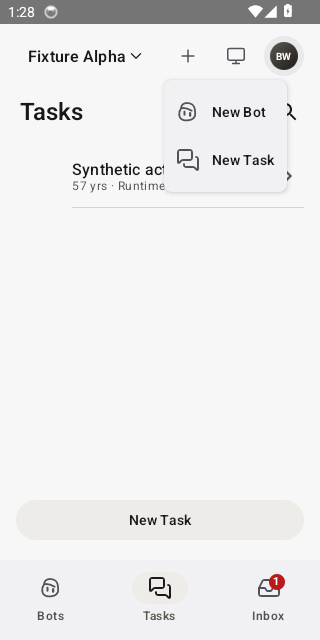 1:28
Fixture Alpha
BW
Tasks
New Bot
New Task
Synthetic act
57 yrs · Runtime
New Task
Bots
Tasks
Inbox
1